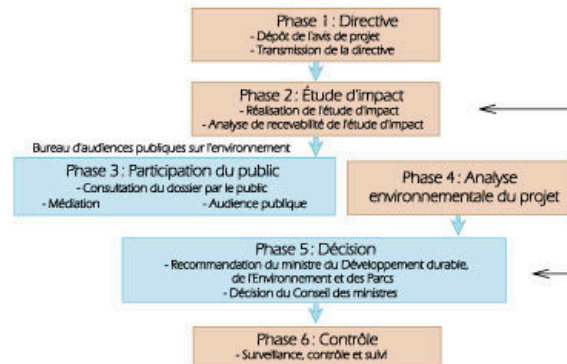 Phase 1 : Directive
- Dépôt de l'avis de projet
- Transmission de la directive
Phase 2 : Étude d'impact
- Réalisation de l'étude d'impact
- Analyse de recevabilité de l'étude d'impact
Bureau d'audiences publiques sur l'environnement
Phase 3 : Participation du public
- Consultation du dossier par le public
- Médiation - Audience publique
Phase 4 : Analyse
environnementale du projet
Phase 5 : Décision
- Recommandation du ministre du Développement durable,
de l'Environnement et des Parcs
- Décision du Conseil des ministres
Phase 6 : Contrôle
- Surveillance, contrôle et suivi